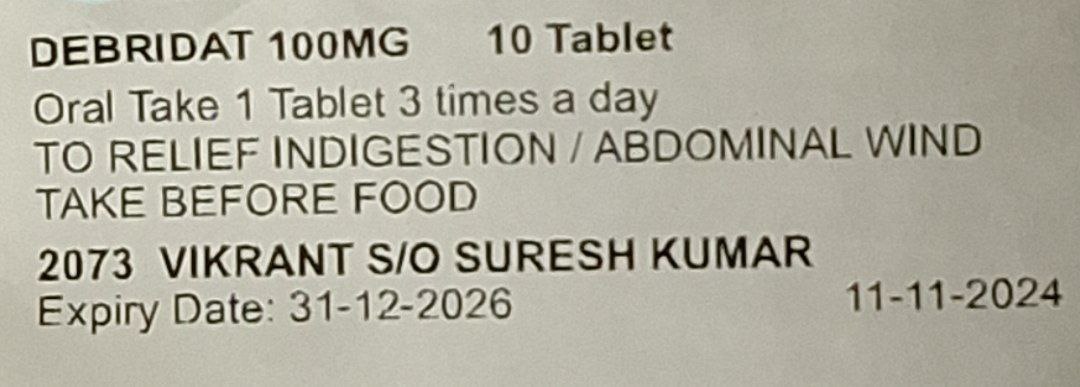 DEBRIDAT 100MG 10 Tablet
Oral Take 1 Tablet 3 times a day
TO RELIEF INDIGESTION / ABDOMINAL WIND
TAKE BEFORE FOOD
2073 VIKRANT S/O SURESH KUMAR
Expiry Date: 31-12-2026 11-11-2024